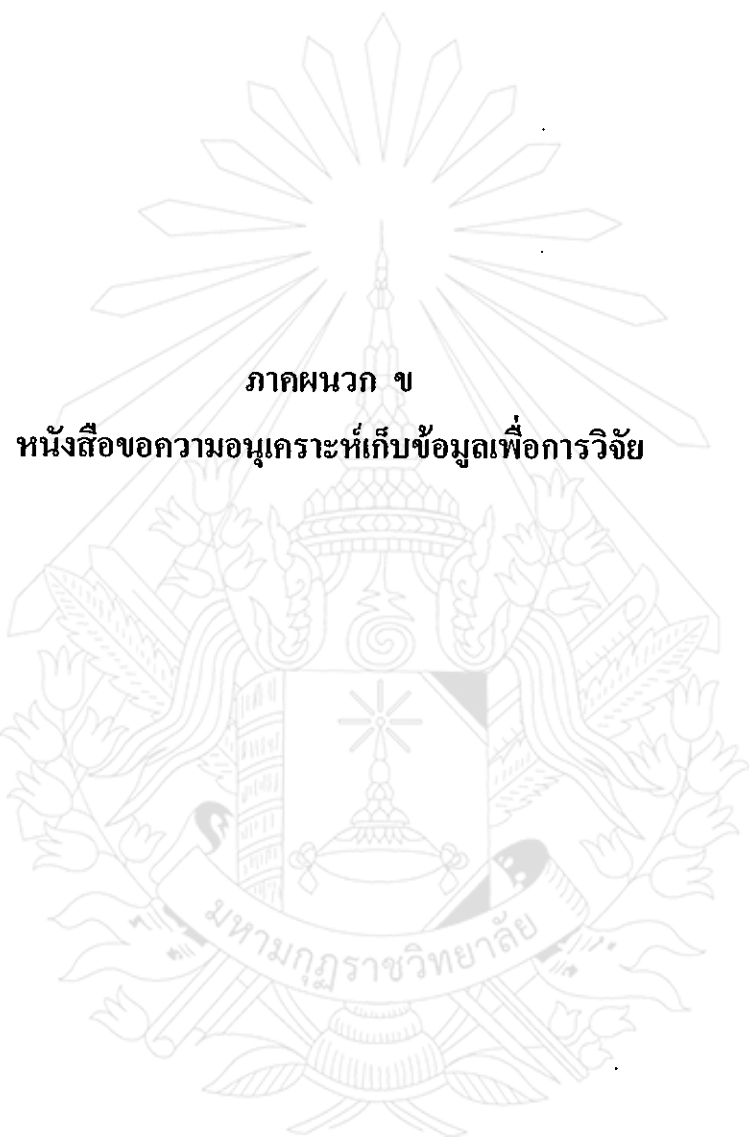 ภาคผนวก ข
หนังสือขอความอนุเคราะห์เก็บข้อมูลเพื่อการวิจัย
มหามกุฏราชวิทยาลัย